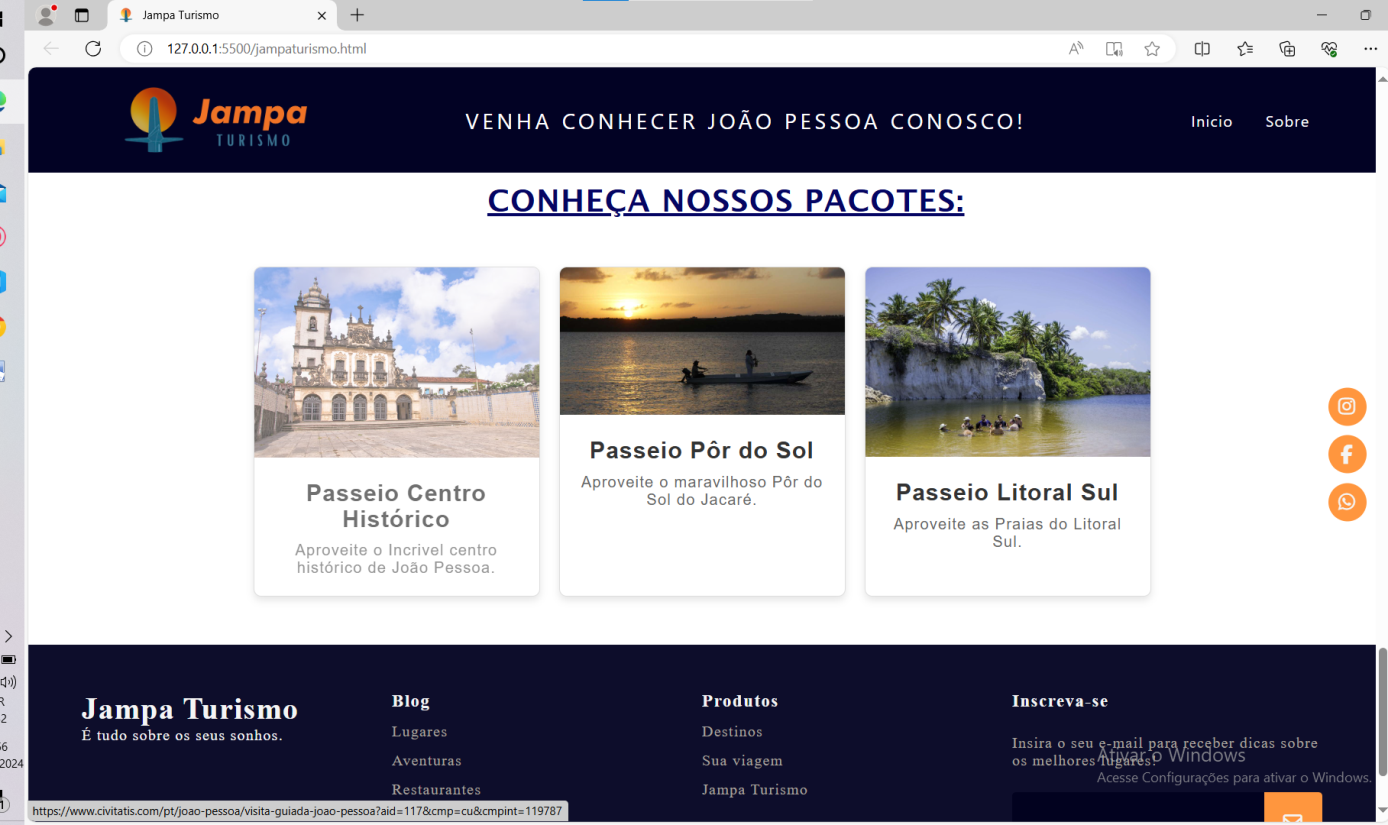 Jampa Turismo
127.0.0.1:5500/jampaturismo.html
Jampa
TURISMO
VENHA CONHECER JOÃO PESSOA CONOSCO!
Inicio Sobre
CONHEÇA NOSSOS PACOTES:
Passeio Centro
Histórico
Aproveite o Incrivel centro
histórico de João Pessoa.
Passeio Pôr do Sol
Aproveite o maravilhoso Pôr do
Sol do Jacaré.
Passeio Litoral Sul
Aproveite as Praias do Litoral
Sul.
Jampa Turismo
É tudo sobre os seus sonhos.
Blog
Lugares
Aventuras
Restaurantes
Produtos
Destinos
Sua viagem
Jampa Turismo
Inscreva-se
Insira o seu e-mail para receber dicas sobre
os melhores lugares!
Ativar o Windows
Acesse Configurações para ativar o Windows.
https://www.civitatis.com/pt/joao-pessoa/visita-guiada-joao-pessoa?aid=117&cmp=cu&cmpint=119787
2024